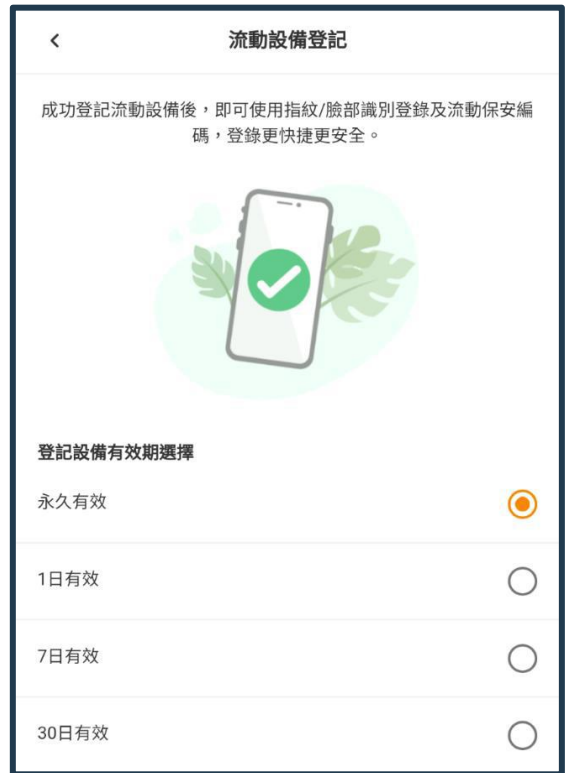 流動設備登記
成功登記流動設備後，即可使用指紋/臉部識別登錄及流動保安編
碼，登錄更快捷更安全。
登記設備有效期選擇
永久有效
1日有效
7日有效
30日有效